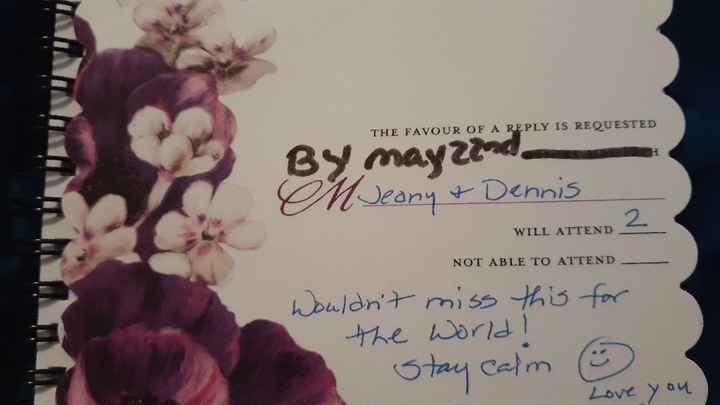 THE FAVOUR OF A REPLY IS REQUESTED
By may 22nd
M Jeany + Dennis
WILL ATTEND 2
NOT ABLE TO ATTEND
Wouldn't miss this for
the World!
Stay calm
Love you